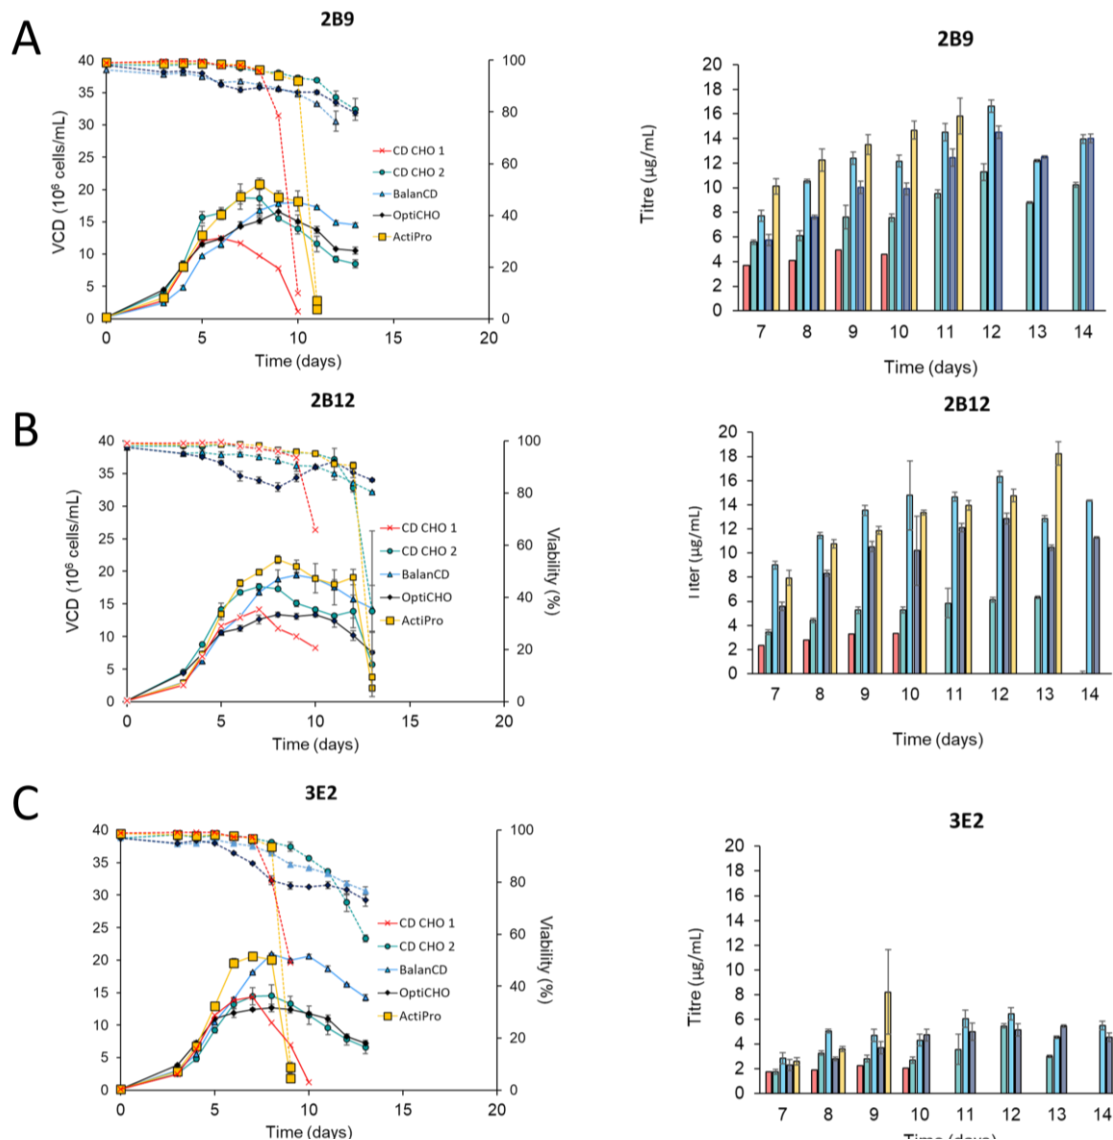 A
2B9
40
35
30
25
20
15
10
5
0
VCD (10⁶ cells/mL)
100
80
60
40
20
0
CD CHO 1
CD CHO 2
BalanCD
OptiCHO
ActiPro
0 5 10 15 20
Time (days)
2B9
20
18
16
14
12
10
8
6
4
2
0
Titre (µg/mL)
7 8 9 10 11 12 13 14
Time (days)
B
2B12
40
35
30
25
20
15
10
5
0
VCD (10⁶ cells/mL)
100
80
60
40
20
0
Viability (%)
CD CHO 1
CD CHO 2
BalanCD
OptiCHO
ActiPro
0 5 10 15 20
Time (days)
2B12
20
18
16
14
12
10
8
6
4
2
0
(µg/mL)
7 8 9 10 11 12 13 14
Time (days)
C
3E2
40
35
30
25
20
15
10
5
0
VCD (10⁶ cells/mL)
100
80
60
40
20
0
Viability (%)
CD CHO 1
CD CHO 2
BalanCD
OptiCHO
ActiPro
0 5 10 15 20
Time (days)
3E2
20
18
16
14
12
10
8
6
4
2
0
Titre (µg/mL)
7 8 9 10 11 12 13 14